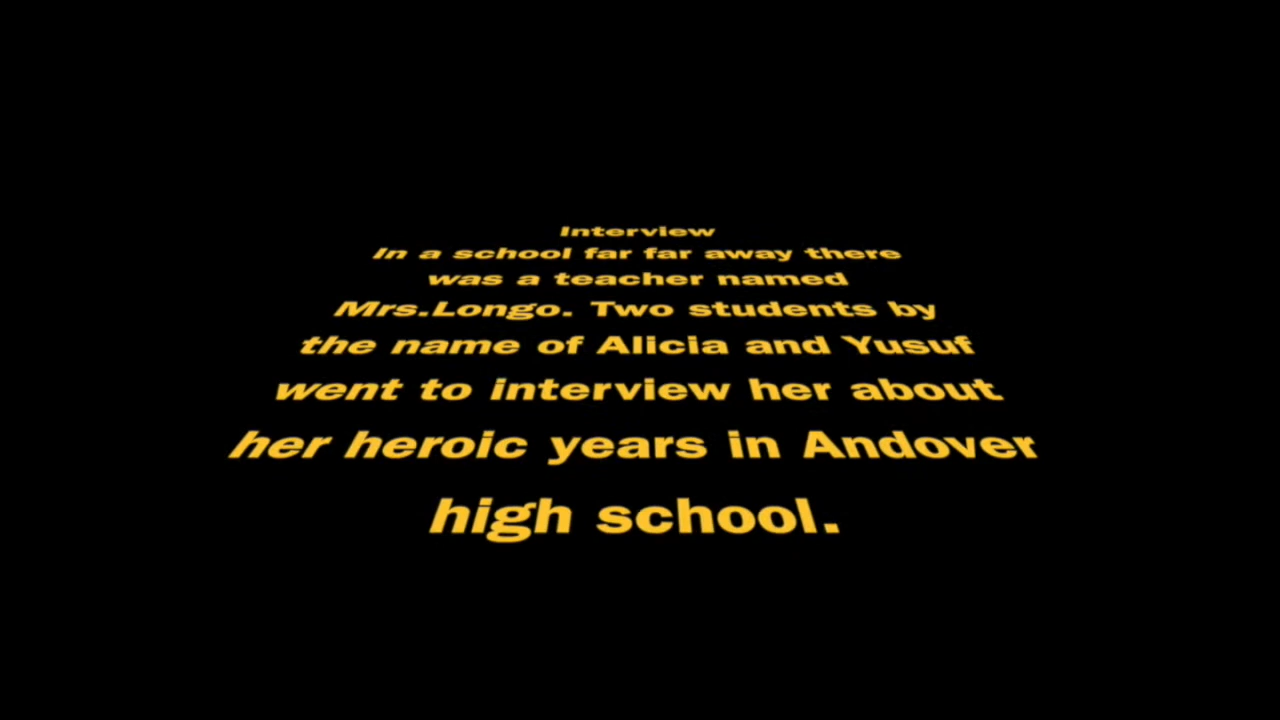 Interview
In a school far far away there
was a teacher named
Mrs.Longo. Two students by
the name of Alicia and Yusuf
went to interview her about
her heroic years in Andover
high school.